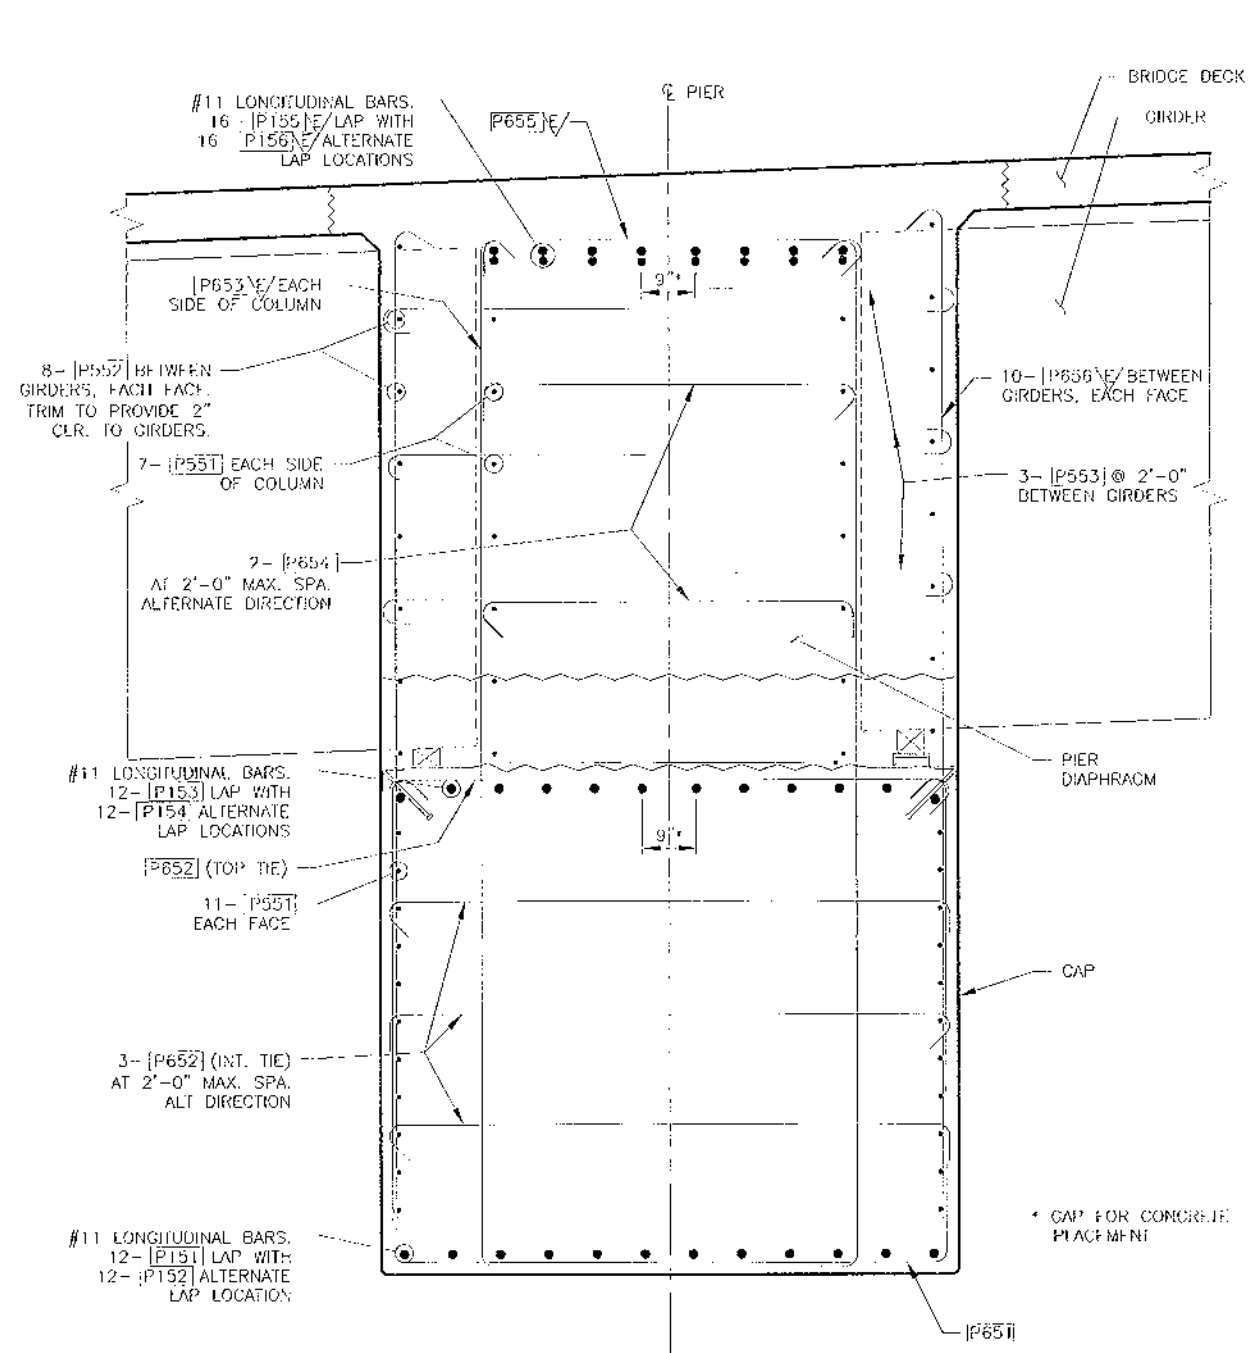 BRIDGE DECK
GIRDER
℄ PIER
#11 LONGITUDINAL BARS.
16 - P155 E/LAP WITH
16 P156 E/ALTERNATE
LAP LOCATIONS
P655 E/
9"*
P653 E/EACH
SIDE OF COLUMN
8- P552 BETWEEN
GIRDERS, EACH FACE.
TRIM TO PROVIDE 2"
CLR. TO GIRDERS.
7- P551 EACH SIDE
OF COLUMN
2- P654
AT 2'-0" MAX. SPA.
ALTERNATE DIRECTION
10- P656 E/ BETWEEN
GIRDERS, EACH FACE
3- P553 @ 2'-0"
BETWEEN GIRDERS
PIER
DIAPHRAGM
#11 LONGITUDINAL BARS.
12- P153 LAP WITH
12- P154 ALTERNATE
LAP LOCATIONS
9"*
P652 (TOP TIE)
11- P551
EACH FACE
CAP
3- P652 (INT. TIE)
AT 2'-0" MAX. SPA.
ALT DIRECTION
* GAP FOR CONCRETE
PLACEMENT
#11 LONGITUDINAL BARS.
12- P151 LAP WITH
12- P152 ALTERNATE
LAP LOCATION
P651